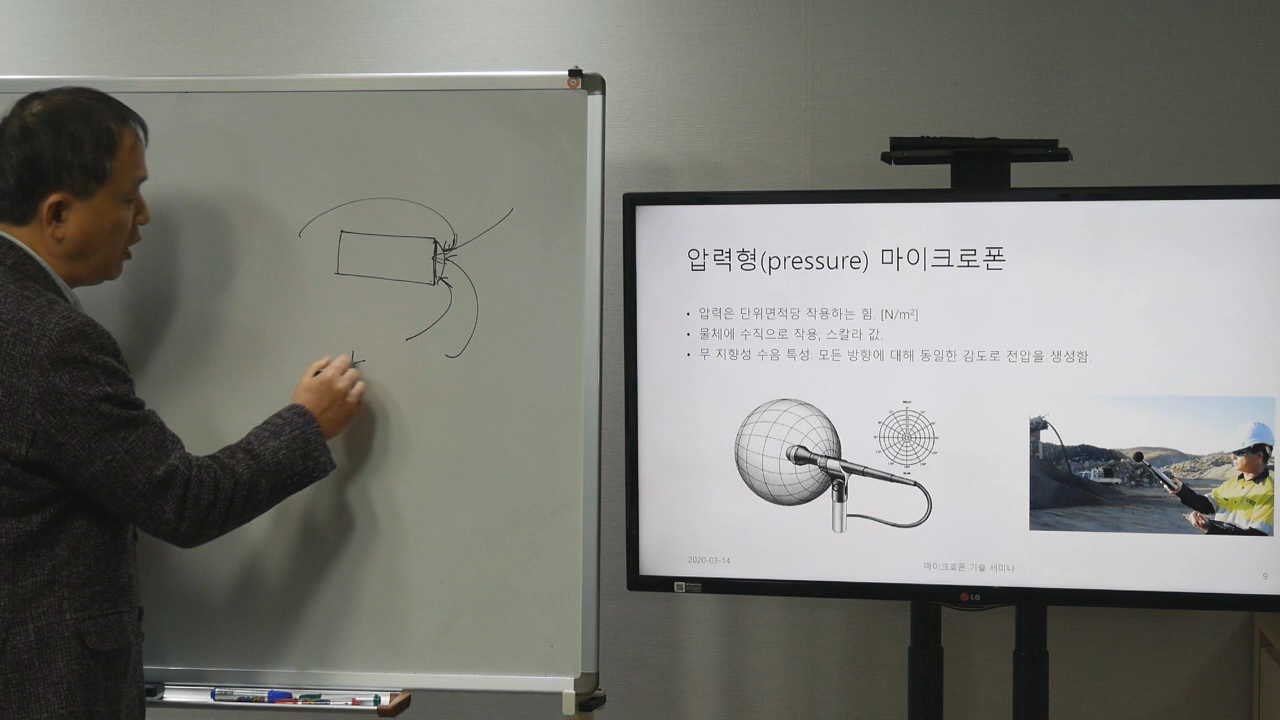 압력형(pressure) 마이크로폰
• 압력은 단위면적당 작용하는 힘. [N/m²]
• 물체에 수직으로 작용, 스칼라 값.
• 무 지향성 수음 특성. 모든 방향에 대해 동일한 감도로 전압을 생성함.
2020-03-14
마이크로폰 기술 세미나
9
LG